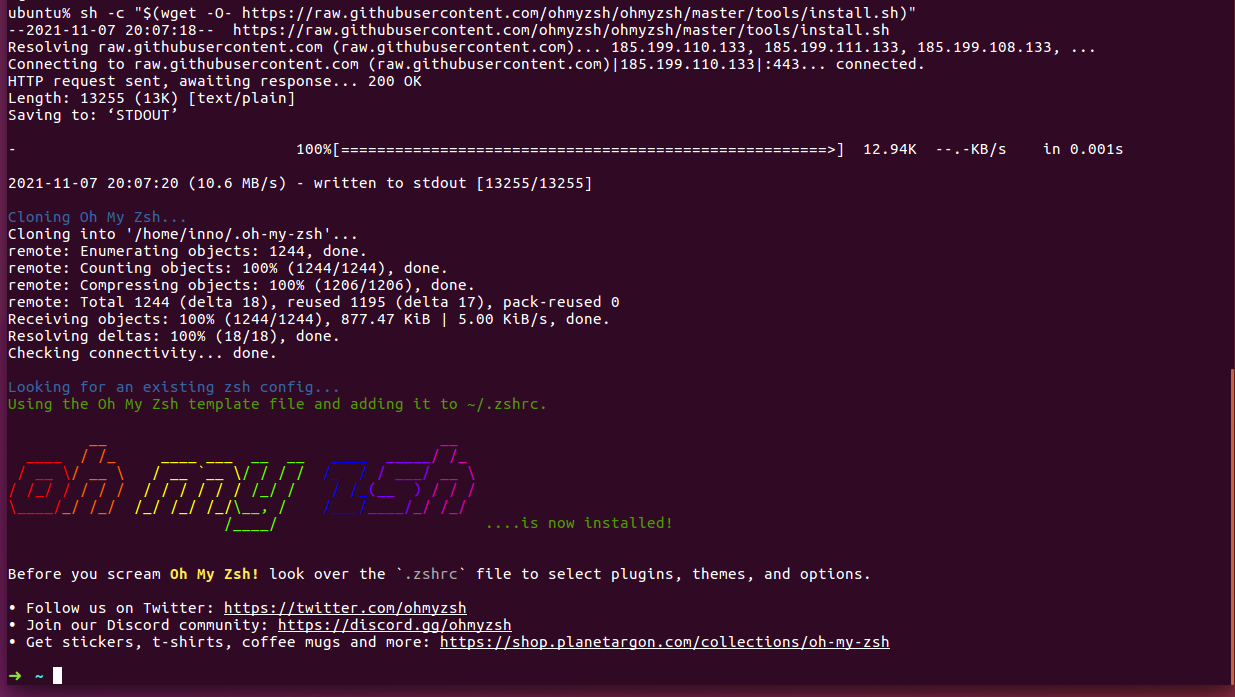 ubuntu% sh -c "$(wget -O- https://raw.githubusercontent.com/ohmyzsh/ohmyzsh/master/tools/install.sh)"
--2021-11-07 20:07:18--  https://raw.githubusercontent.com/ohmyzsh/ohmyzsh/master/tools/install.sh
Resolving raw.githubusercontent.com (raw.githubusercontent.com)... 185.199.110.133, 185.199.111.133, 185.199.108.133, ...
Connecting to raw.githubusercontent.com (raw.githubusercontent.com)|185.199.110.133|:443... connected.
HTTP request sent, awaiting response... 200 OK
Length: 13255 (13K) [text/plain]
Saving to: ‘STDOUT’
-                               100%[======================================================>]  12.94K  --.-KB/s    in 0.001s
2021-11-07 20:07:20 (10.6 MB/s) - written to stdout [13255/13255]
Cloning Oh My Zsh...
Cloning into '/home/inno/.oh-my-zsh'...
remote: Enumerating objects: 1244, done.
remote: Counting objects: 100% (1244/1244), done.
remote: Compressing objects: 100% (1206/1206), done.
remote: Total 1244 (delta 18), reused 1195 (delta 17), pack-reused 0
Receiving objects: 100% (1244/1244), 877.47 KiB | 5.00 KiB/s, done.
Resolving deltas: 100% (18/18), done.
Checking connectivity... done.
Looking for an existing zsh config...
Using the Oh My Zsh template file and adding it to ~/.zshrc.
oh my zsh
....is now installed!
Before you scream Oh My Zsh! look over the `.zshrc` file to select plugins, themes, and options.
• Follow us on Twitter: https://twitter.com/ohmyzsh
• Join our Discord community: https://discord.gg/ohmyzsh
• Get stickers, t-shirts, coffee mugs and more: https://shop.planetargon.com/collections/oh-my-zsh
➜  ~